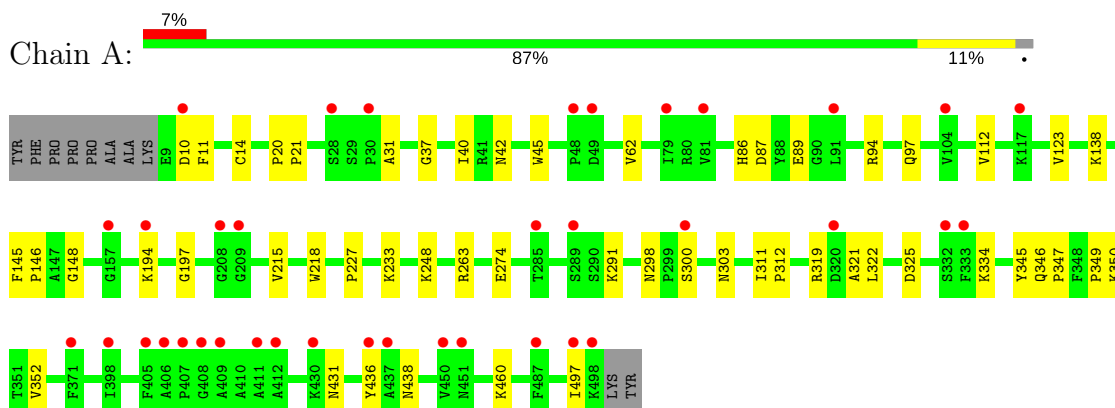 7%
Chain A:
87% 11% •
TYR PHE PRO PRO PRO ALA ALA LYS E9 D10 F11 C14 P20 P21 S28 S29 P30 A31 G37 I40 R41 N42 W45 P48 D49 V62 I79 R80 V81 H86 D87 Y88 E89 G90 L91 R94 Q97 V104 V112 K117 V123 K138
F145 P146 A147 G148 G157 K194 G197 G208 G209 V215 W218 P227 K233 K248 R263 E274 T285 S289 S290 K291 N298 P299 S300 N303 I311 P312 R319 D320 A321 L322 D325 S332 F333 K334 Y345 Q346 P347 F348 P349 K350
T351 V352 F371 I398 F405 A406 P407 G408 A409 A410 A411 A412 K430 N431 Y436 A437 N438 V450 N451 K460 F487 I497 K498 LYS TYR